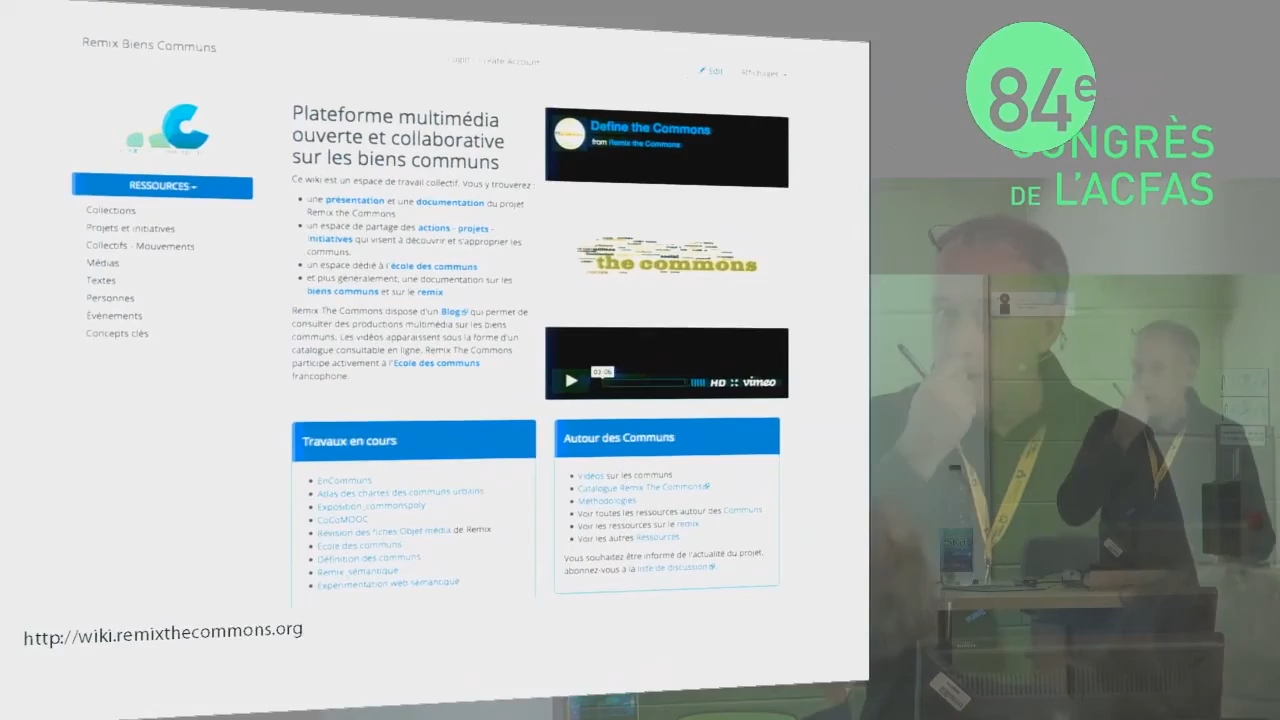 Remix Biens Communs
Login Create Account
Edit
Affichages
84e
CONGRÈS
DE L'ACFAS
RESSOURCES
Collections
Projets et initiatives
Collectifs - Mouvements
Médias
Textes
Personnes
Événements
Concepts clés
Plateforme multimédia
ouverte et collaborative
sur les biens communs
Ce wiki est un espace de travail collectif. Vous y trouverez :
une présentation et une documentation du projet
Remix the Commons
un espace de partage des actions - projets -
initiatives qui visent à découvrir et s'approprier les
communs.
un espace dédié à l'école des communs
et plus généralement, une documentation sur les
biens communs et sur le remix
Remix The Commons dispose d'un Blog qui permet de
consulter des productions multimédia sur les biens
communs. Les vidéos apparaissent sous la forme d'un
catalogue consultable en ligne. Remix The Commons
participe activement à l'Ecole des communs
francophone.
Define the Commons
from Remix the Commons
the commons
03:06
HD vimeo
Travaux en cours
EnCommuns
Atlas des chartes des communs urbains
Exposition_commonspoly
CoCoMOOC
Révision des fiches Objet média de Remix
Ecole des communs
Définition des communs
Remix_sémantique
Expérimentation web sémantique
Autour des Communs
Vidéos sur les communs
Catalogue Remix The Commons
Méthodologies
Voir toutes les ressources autour des Communs
Voir les ressources sur le remix
Voir les autres Ressources
Vous souhaitez être informé de l'actualité du projet,
abonnez-vous à la liste de discussion
http://wiki.remixthecommons.org